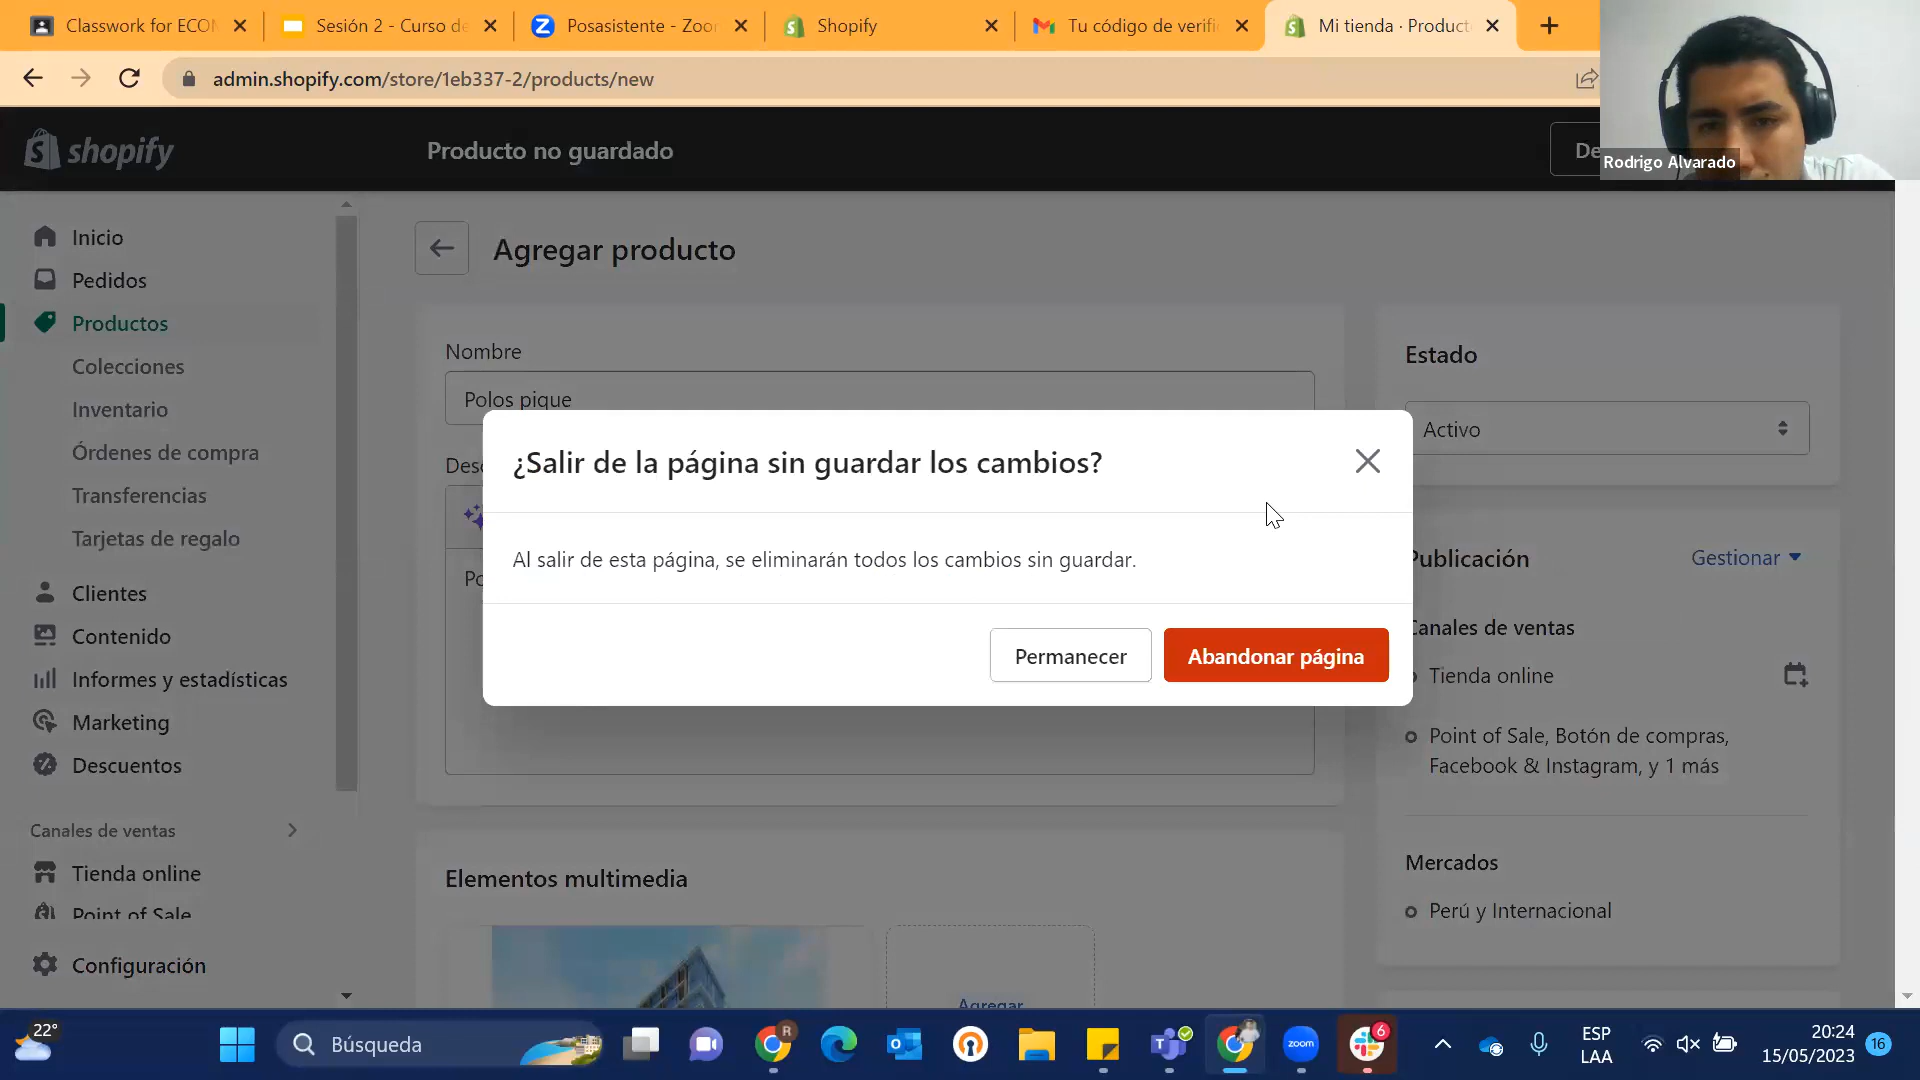 Classwork for ECON
Sesión 2 - Curso de
Posasistente - Zoom
Shopify
Tu código de verifi
Mi tienda · Product
admin.shopify.com/store/1eb337-2/products/new
shopify
Producto no guardado
De
Rodrigo Alvarado
Inicio
Pedidos
Productos
Colecciones
Inventario
Órdenes de compra
Transferencias
Tarjetas de regalo
Clientes
Contenido
Informes y estadísticas
Marketing
Descuentos
Canales de ventas
Tienda online
Point of Sale
Configuración
Agregar producto
Nombre
Polos pique
Desc
Po
¿Salir de la página sin guardar los cambios?
Al salir de esta página, se eliminarán todos los cambios sin guardar.
Permanecer
Abandonar página
Elementos multimedia
Agregar
Estado
Activo
Publicación
Gestionar
Canales de ventas
Tienda online
Point of Sale, Botón de compras,
Facebook & Instagram, y 1 más
Mercados
Perú y Internacional
22°
Búsqueda
R
zoom
6
ESP
LAA
20:24
15/05/2023
16